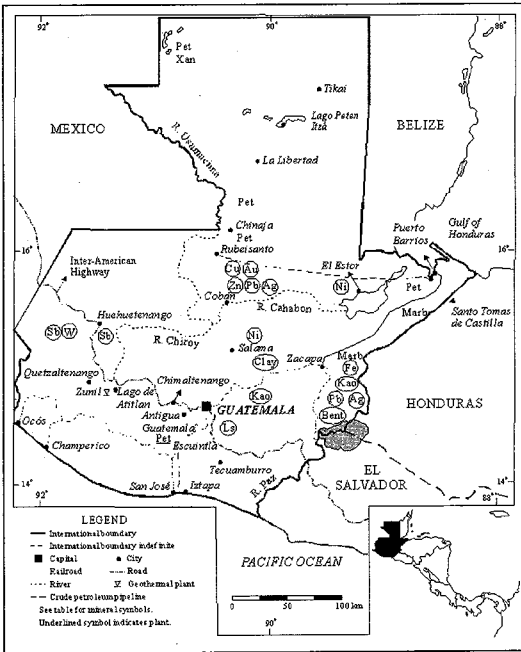 92
90
88
Pet
Xan
Tikal
MEXICO
R. Usumacinta
Lago Peten
Itzá
BELIZE
La Libertad
Pet
Chinaja
Pet
Rubelsanto
Puerto
Barrios
Gulf of
Honduras
16°
16°
Inter-American
Highway
Cu Au
Zn Pb Ag
El Estor
Ni
Pet
Coban
R. Cahabon
Marb
Santo Tomas
de Castilla
Sb W
Huehuetenango
Sb
R. Chixoy
Ni
Salama
Clay
Zacapa
Marb
Fe
Kao
Pb Ag
Bent
Quetzaltenango
Zunil
Lago de
Atitlan
Chimaltenango
Kao
GUATEMALA
HONDURAS
Antigua
Guatemala
Pet
Ls
Ocós
Champerico
Escuintla
Tecuamburro
EL
SALVADOR
14°
14°
92
88
San José
Iztapa
R. Paz
PACIFIC OCEAN
0 50 100 km
90°
LEGEND
International boundary
International boundary indefinite
Capital
City
Railroad
Road
River
Geothermal plant
Crude petroleum pipeline
See table for mineral symbols.
Underlined symbol indicates plant.